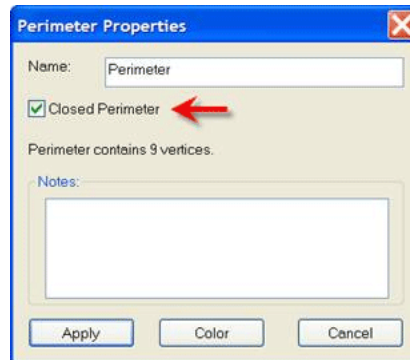 Perimeter Properties
Name: Perimeter
Closed Perimeter
Perimeter contains 9 vertices.
Notes:
Apply Color Cancel